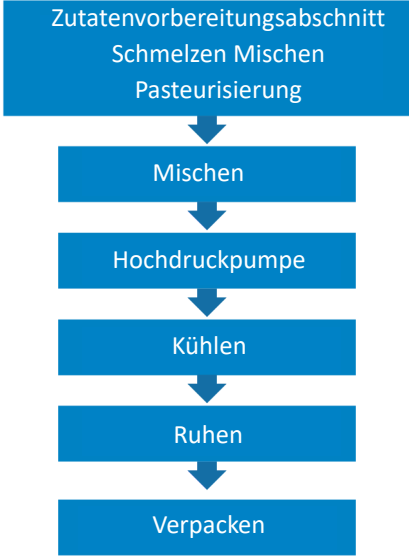 Zutatenvorbereitungsabschnitt
Schmelzen Mischen
Pasteurisierung
Mischen
Hochdruckpumpe
Kühlen
Ruhen
Verpacken